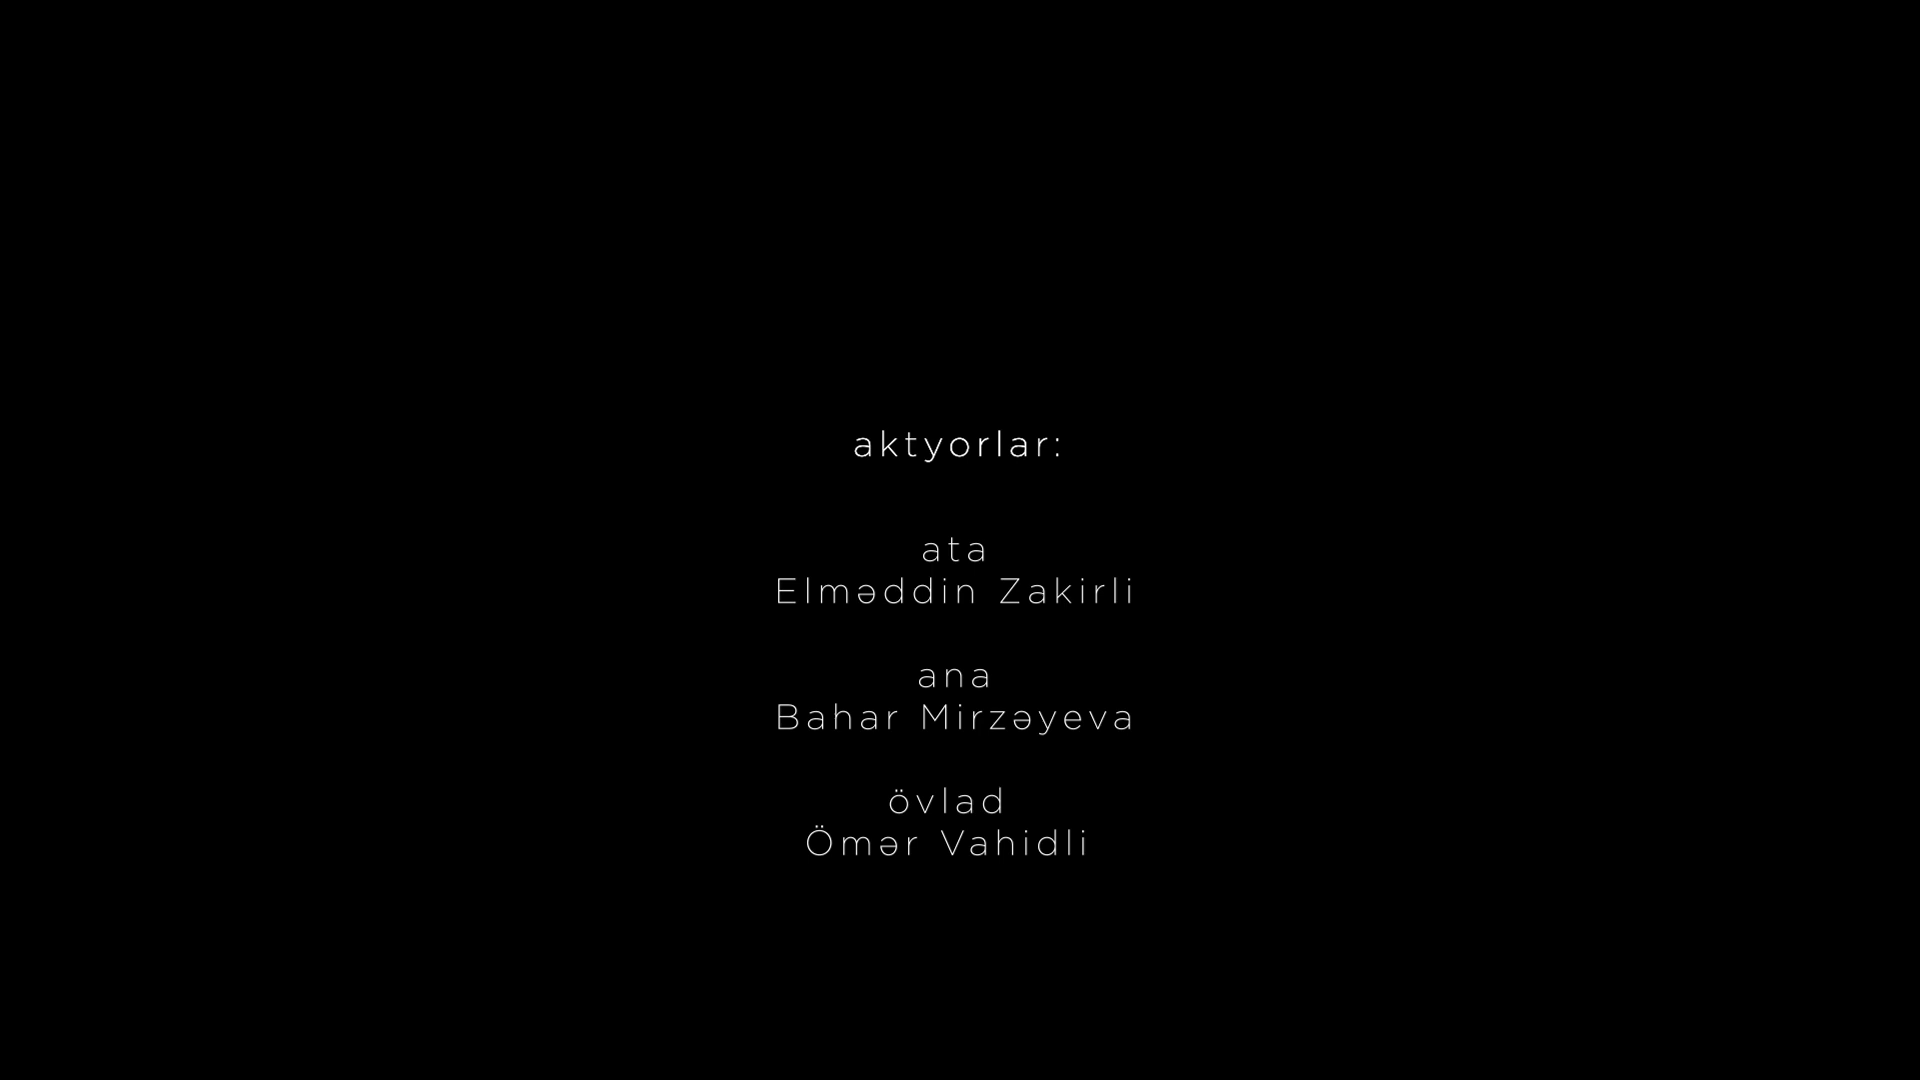 aktyorlar:
ata
Elməddin Zakirli
ana
Bahar Mirzəyeva
övlad
Ömər Vahidli